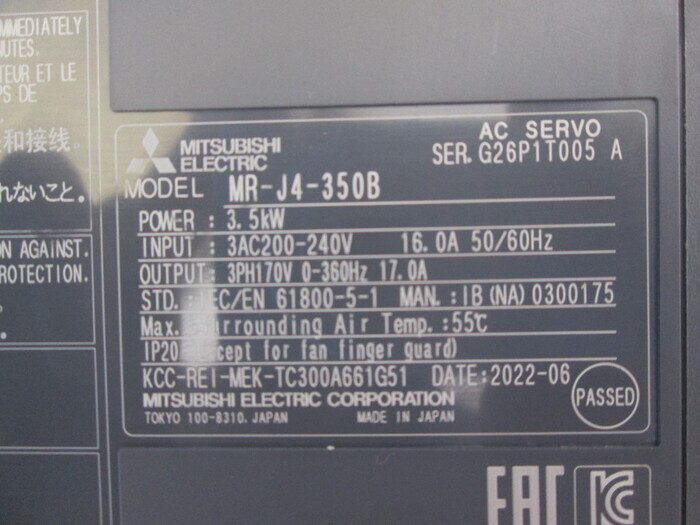 IMMEDIATELY
UTES.
TEUR ET LE
PS DE
和接线。
れないこと。
ON AGAINST.
ROTECTION.
MITSUBISHI
ELECTRIC
AC SERVO
SER. G26P1T005 A
MODEL MR-J4-350B
POWER : 3.5kW
INPUT : 3AC200-240V 16.0A 50/60Hz
OUTPUT: 3PH170V 0-360Hz 17.0A
STD. : IEC/EN 61800-5-1 MAN. : IB(NA)0300175
Max. Surrounding Air Temp. :55℃
IP20 (Except for fan finger guard)
KCC-REI-MEK-TC300A661G51 DATE:2022-06
MITSUBISHI ELECTRIC CORPORATION
TOKYO 100-8310, JAPAN MADE IN JAPAN
PASSED
EAC